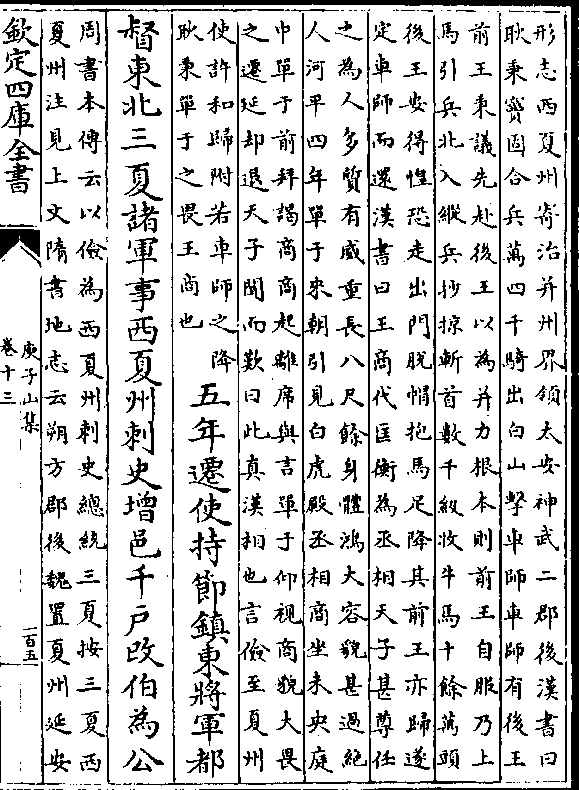 形志西夏州寄治并州界領太安神武二郡後漢書曰
耿秉竇固合兵萬四千騎出白山擊車師車師有後王
前王秉議先赴後王以為并力根本則前王自服乃上
馬引兵北入縱兵抄掠斬首數千級收牛馬十餘萬頭
後王安得惶恐走出門脫帽抱馬足降其前王亦歸遂
定車師而還漢書曰王商代匡衡為丞相天子甚尊任
之為人多質有威重長八尺餘身體鴻大容貌甚過絕
人河平四年單于來朝引見白虎殿丞相商坐未央庭
中單于前拜謁商商起離席與言單于仰視商貌大畏
之遷延却退天子聞而歎曰此真漢相也言儉至夏州
使許和歸附若車師之降
耿秉單于之畏王商也
五年遷使持節鎮東將軍都
督東北三夏諸軍事西夏州刺史增邑千戶改伯為公
周書本傳云以儉為西夏州刺史總統三夏按三夏西
夏州注見上文隋書地志云朔方郡後魏置夏州延安
欽定四庫全書
庾子山集
卷十三
一百五